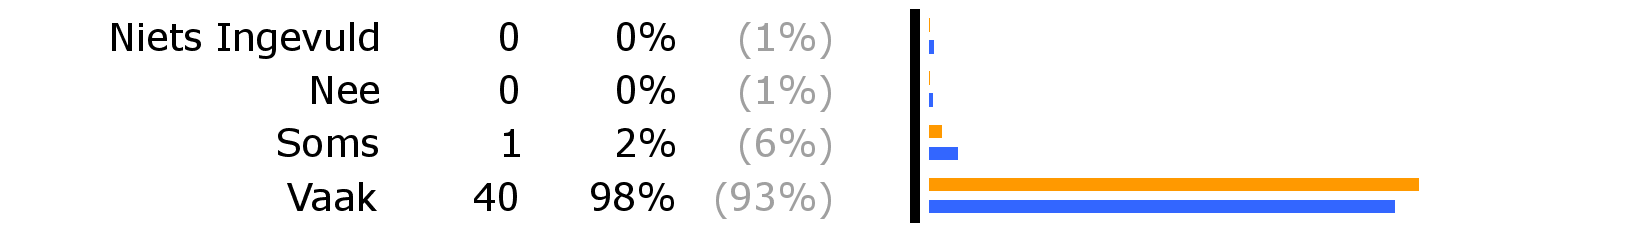 Niets Ingevuld 0 0% (1%)
Nee 0 0% (1%)
Soms 1 2% (6%)
Vaak 40 98% (93%)